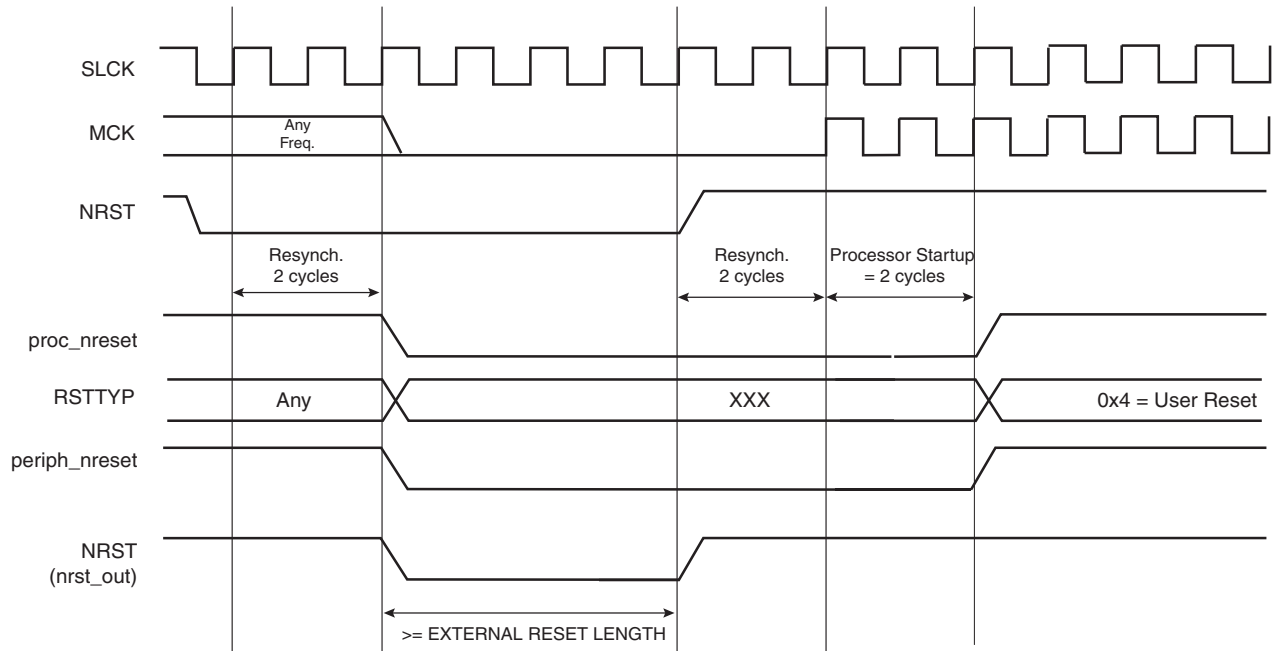 SLCK
MCK
Any
Freq.
NRST
Resynch.
2 cycles
Resynch.
2 cycles
Processor Startup
= 2 cycles
proc_nreset
RSTTYP
Any
XXX
0x4 = User Reset
periph_nreset
NRST
(nrst_out)
>= EXTERNAL RESET LENGTH